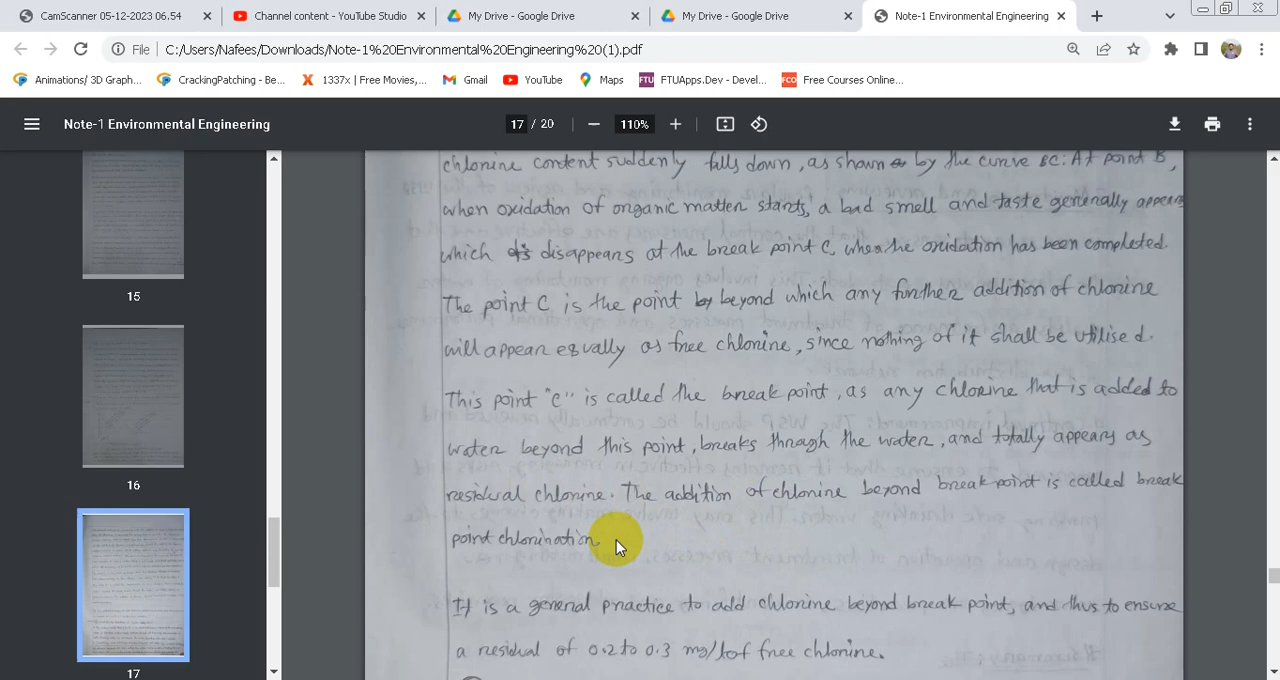 CamScanner 05-12-2023 06.54
Channel content - YouTube Studio
My Drive - Google Drive
My Drive - Google Drive
Note-1 Environmental Engineering
File
C:/Users/Nafees/Downloads/Note-1%20Environmental%20Engineering%20(1).pdf
Animations/ 3D Graph...
CrackingPatching - Be...
1337x | Free Movies,...
Gmail
YouTube
Maps
FTU
FTUApps.Dev - Devel...
FCO
Free Courses Online...
Note-1 Environmental Engineering
17 / 20
110%
15
16
17
chlorine content suddenly falls down, as shown by the curve BC. At point B,
when oxidation of organic matter starts, a bad smell and taste generally appears
which disappears at the break point C when the oxidation has been completed.
The point C is the point beyond which any further addition of chlorine
will appear equally as free chlorine, since nothing of it shall be utilised.
This point "C" is called the break point, as any chlorine that is added to
water beyond this point, breaks through the water, and totally appears as
residual chlorine. The addition of chlorine beyond break point is called break
point chlorination.
It is a general practice to add chlorine beyond break point, and thus to ensure
a residual of 0.2 to 0.3 mg/l of free chlorine.